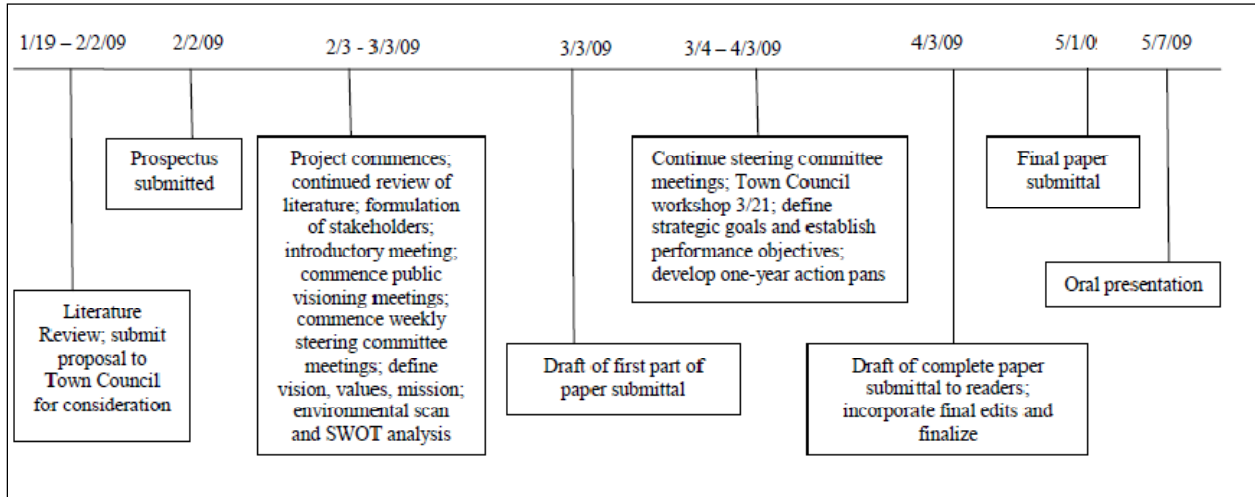 1/19 – 2/2/09
2/2/09
2/3 - 3/3/09
3/3/09
3/4 – 4/3/09
4/3/09
5/1/0
5/7/09
Prospectus
submitted
Project commences;
continued review of
literature; formulation
of stakeholders;
introductory meeting;
commence public
visioning meetings;
commence weekly
steering committee
meetings; define
vision, values, mission;
environmental scan
and SWOT analysis
Continue steering committee
meetings; Town Council
workshop 3/21; define
strategic goals and establish
performance objectives;
develop one-year action pans
Final paper
submittal
Oral presentation
Literature
Review; submit
proposal to
Town Council
for consideration
Draft of first part of
paper submittal
Draft of complete paper
submittal to readers;
incorporate final edits and
finalize